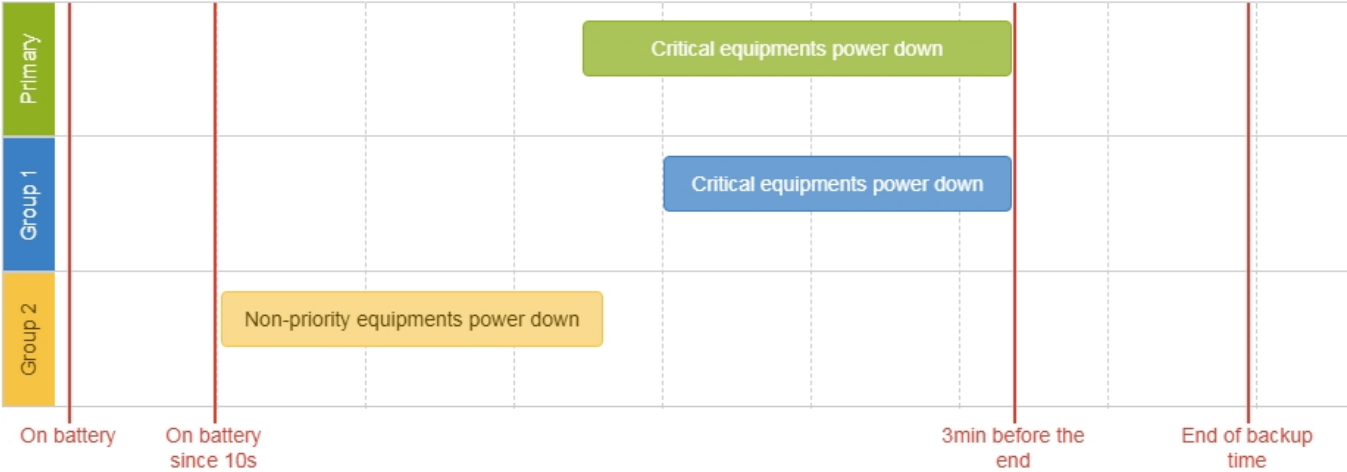 Primary
Critical equipments power down
Group 1
Critical equipments power down
Group 2
Non-priority equipments power down
On battery
On battery
since 10s
3min before the
end
End of backup
time